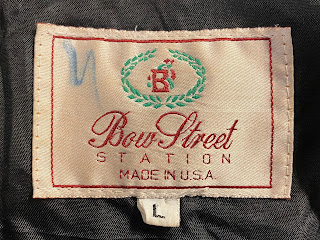 B
Bow Street
STATION
MADE IN U.S.A.
L